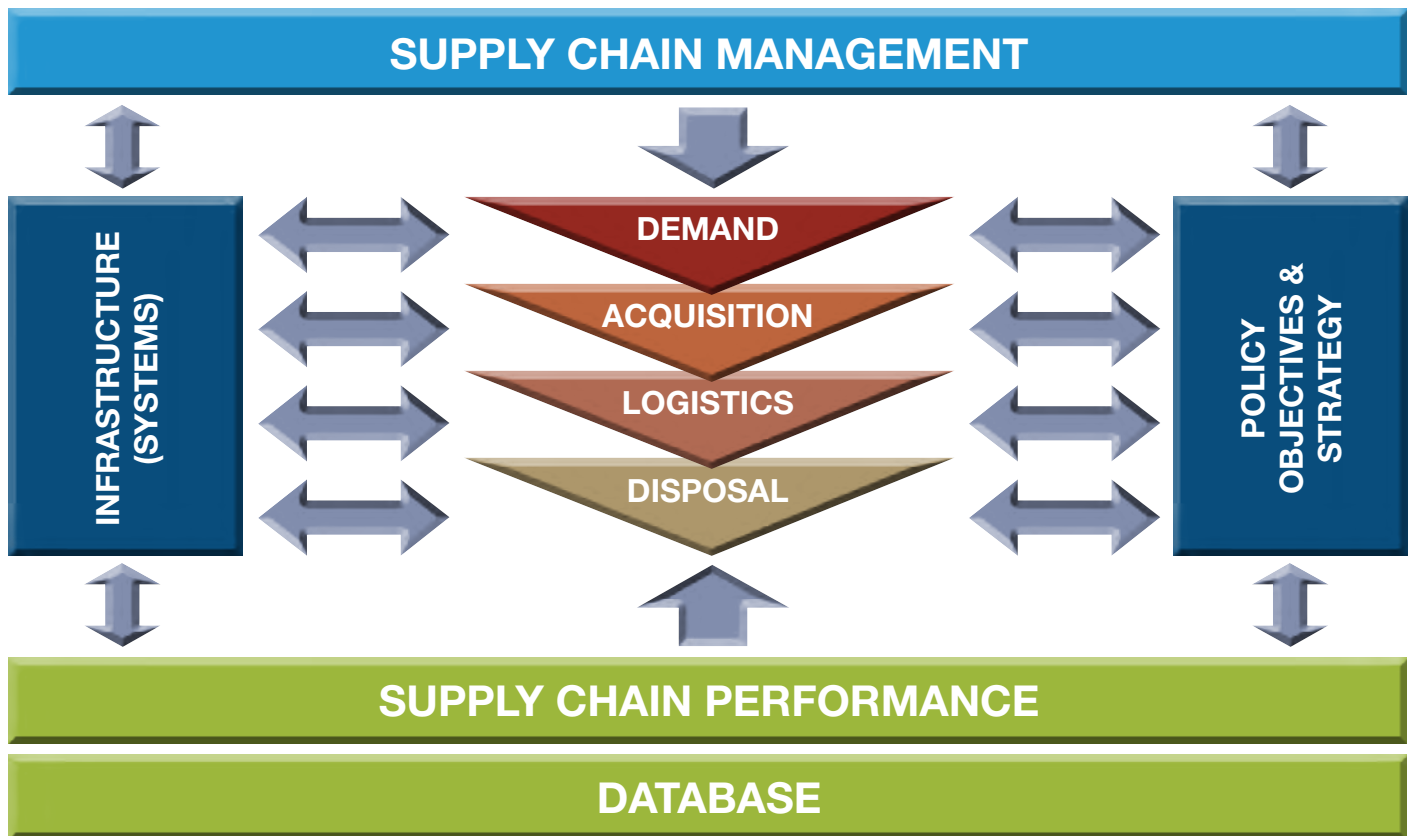 SUPPLY CHAIN MANAGEMENT
INFRASTRUCTURE
(SYSTEMS)
DEMAND
ACQUISITION
LOGISTICS
DISPOSAL
POLICY
OBJECTIVES &
STRATEGY
SUPPLY CHAIN PERFORMANCE
DATABASE